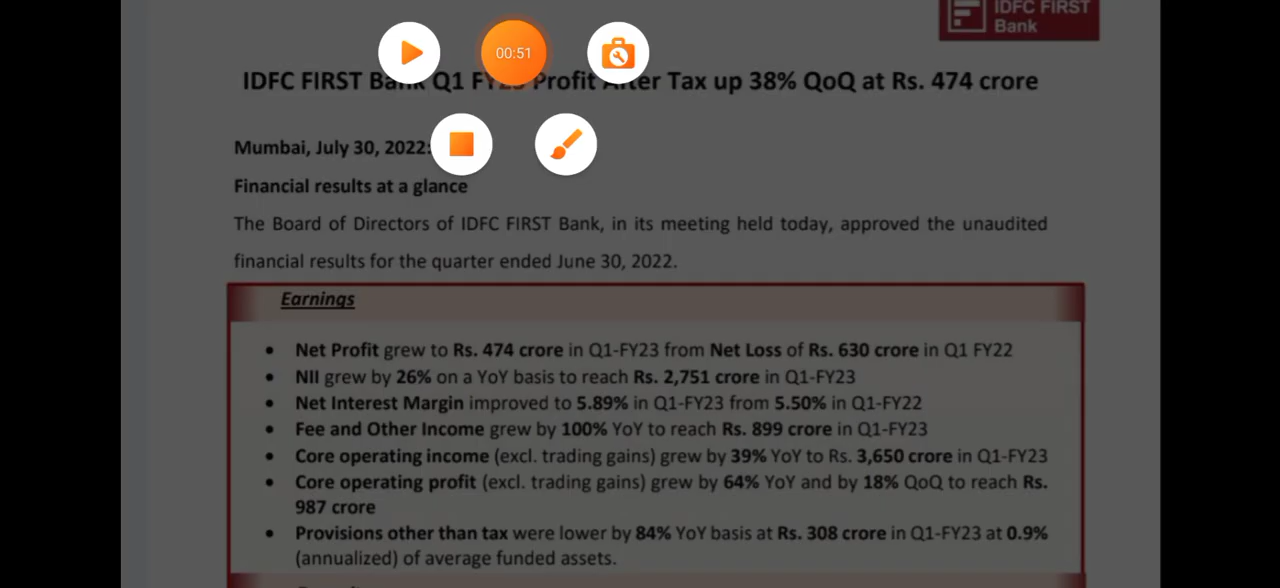 IDFC FIRST
Bank
00:51
IDFC FIRST Bank Q1 Profit After Tax up 38% QoQ at Rs. 474 crore
Mumbai, July 30, 2022:
Financial results at a glance
The Board of Directors of IDFC FIRST Bank, in its meeting held today, approved the unaudited
financial results for the quarter ended June 30, 2022.
Earnings
• Net Profit grew to Rs. 474 crore in Q1-FY23 from Net Loss of Rs. 630 crore in Q1 FY22
• NII grew by 26% on a YoY basis to reach Rs. 2,751 crore in Q1-FY23
• Net Interest Margin improved to 5.89% in Q1-FY23 from 5.50% in Q1-FY22
• Fee and Other Income grew by 100% YoY to reach Rs. 899 crore in Q1-FY23
• Core operating income (excl. trading gains) grew by 39% YoY to Rs. 3,650 crore in Q1-FY23
• Core operating profit (excl. trading gains) grew by 64% YoY and by 18% QoQ to reach Rs.
987 crore
• Provisions other than tax were lower by 84% YoY basis at Rs. 308 crore in Q1-FY23 at 0.9%
(annualized) of average funded assets.